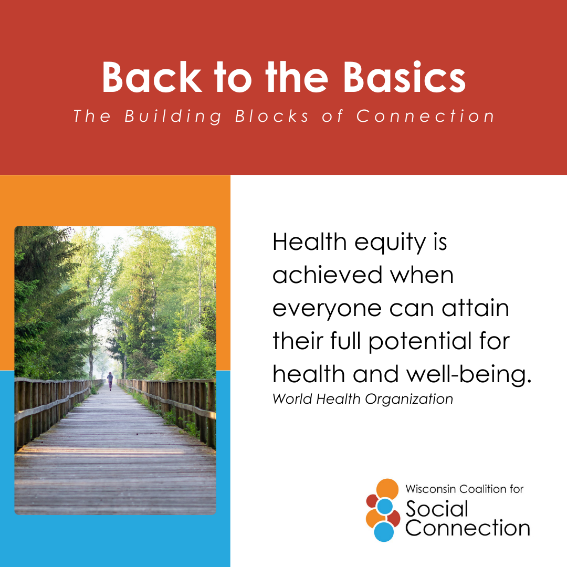 Back to the Basics
The Building Blocks of Connection
Health equity is
achieved when
everyone can attain
their full potential for
health and well-being.
World Health Organization
Wisconsin Coalition for
Social
Connection